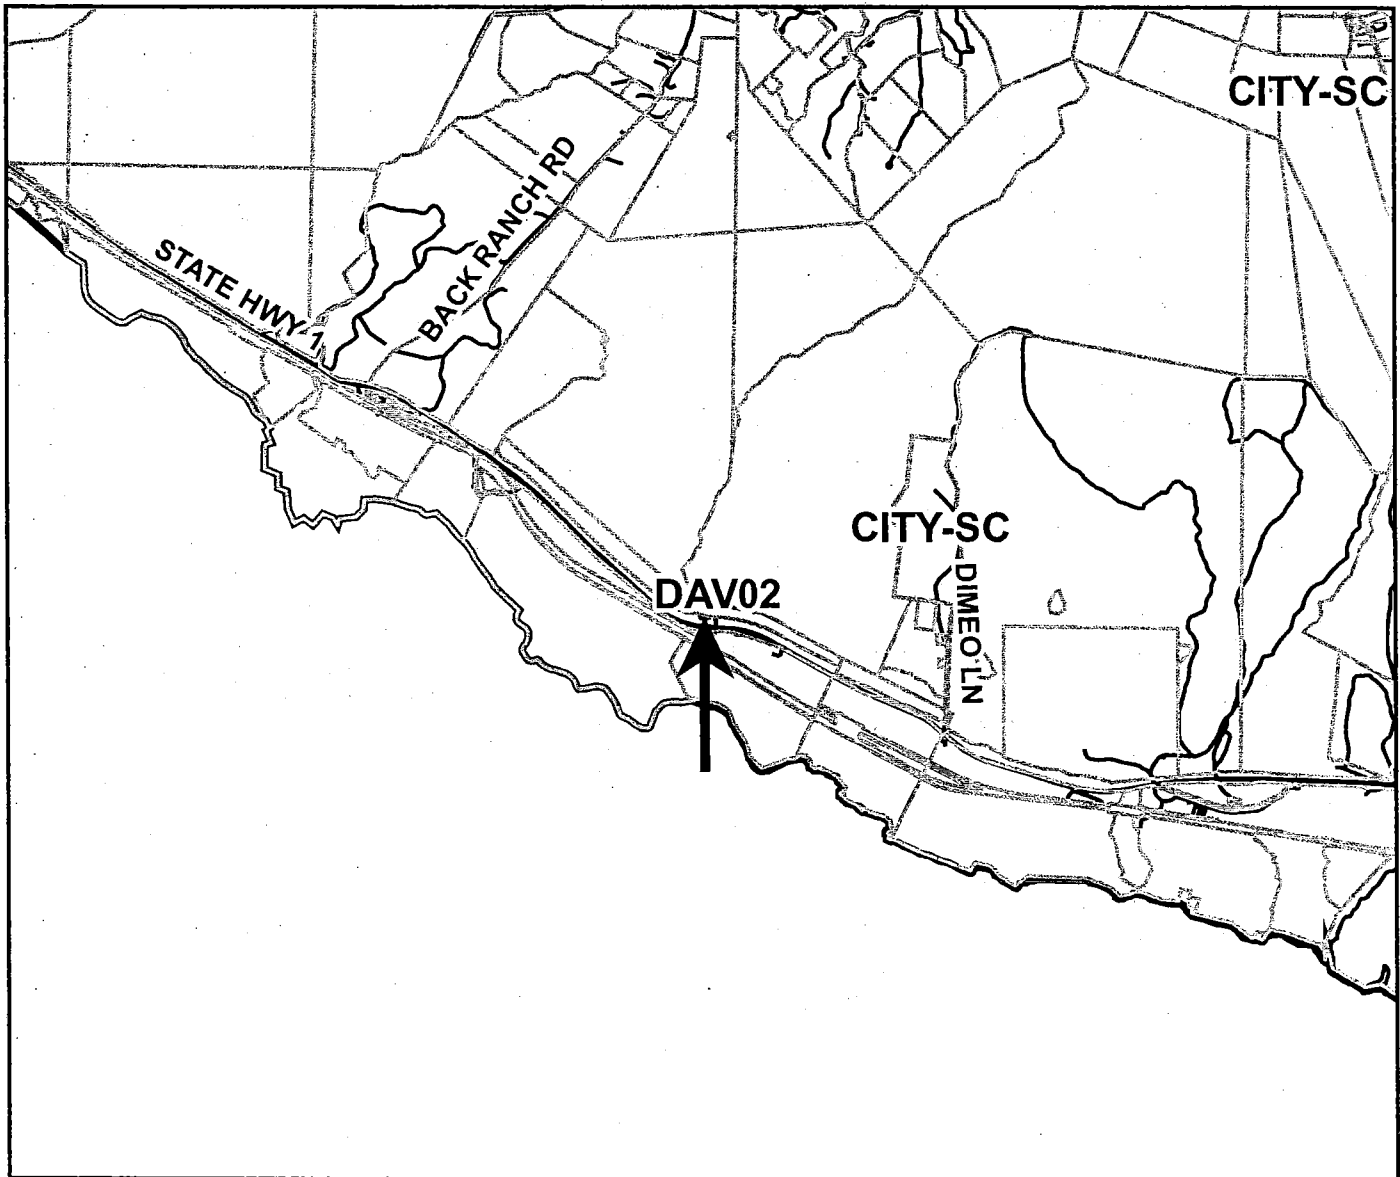 CITY-SC
BACK RANCH RD
STATE HWY 1
CITY-SC
DIMEO LN
DAV02